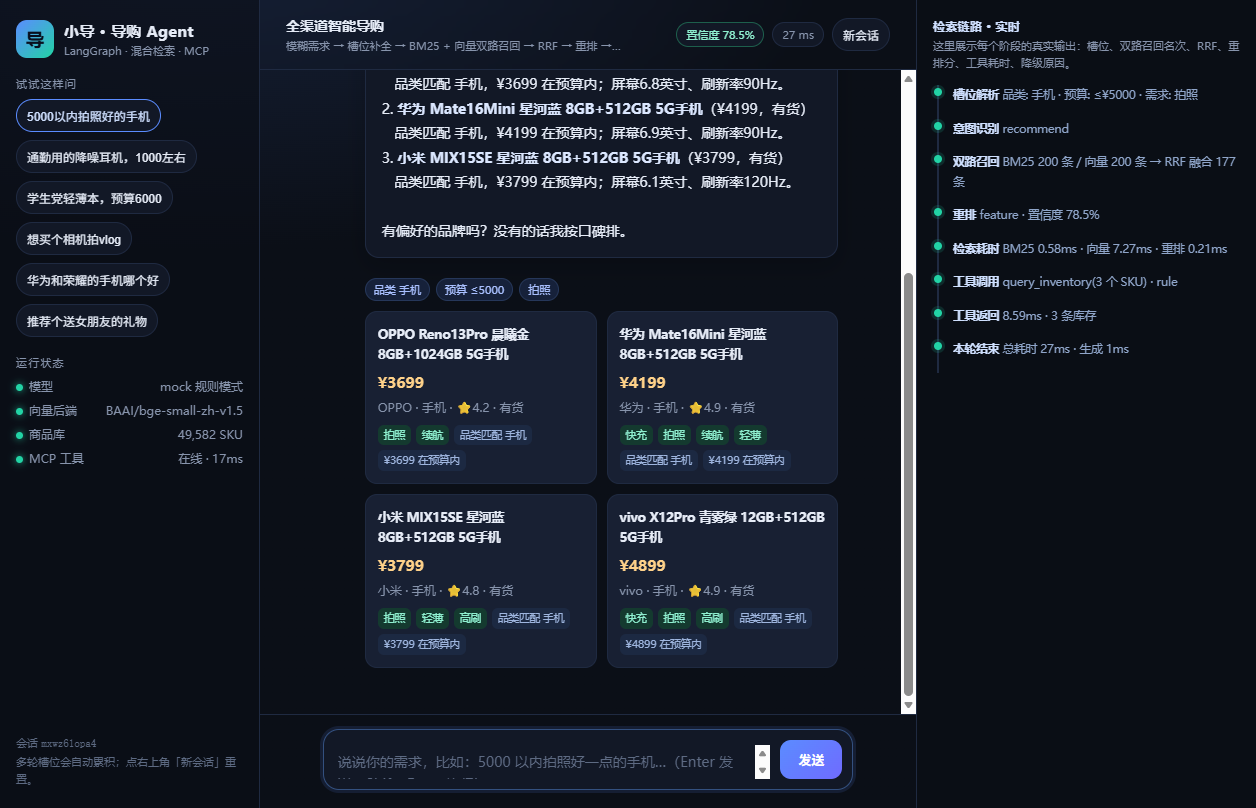 导
小导·导购 Agent
LangGraph · 混合检索 · MCP
试试这样问
5000以内拍照好的手机
通勤用的降噪耳机，1000左右
学生党轻薄本，预算6000
想买个相机拍vlog
华为和荣耀的手机哪个好
推荐个送女朋友的礼物
运行状态
模型 mock 规则模式
向量后端 BAAI/bge-small-zh-v1.5
商品库 49,582 SKU
MCP 工具 在线 · 17ms
会话 mxwz61opa4
多轮槽位会自动累积；点右上角「新会话」重
置。
全渠道智能导购
模糊需求 → 槽位补全 → BM25 + 向量双路召回 → RRF → 重排 →...
置信度 78.5%
27 ms
新会话
品类匹配 手机，¥3699 在预算内；屏幕6.8英寸、刷新率90Hz。
2. 华为 Mate16Mini 星河蓝 8GB+512GB 5G手机（¥4199，有货）
品类匹配 手机，¥4199 在预算内；屏幕6.9英寸、刷新率90Hz。
3. 小米 MIX15SE 星河蓝 8GB+512GB 5G手机（¥3799，有货）
品类匹配 手机，¥3799 在预算内；屏幕6.1英寸、刷新率120Hz。
有偏好的品牌吗？没有的话我按口碑排。
品类 手机
预算 ≤5000
拍照
OPPO Reno13Pro 晨曦金
8GB+1024GB 5G手机
¥3699
OPPO · 手机 · ⭐4.2 · 有货
拍照 续航 品类匹配 手机
¥3699 在预算内
华为 Mate16Mini 星河蓝
8GB+512GB 5G手机
¥4199
华为 · 手机 · ⭐4.9 · 有货
快充 拍照 续航 轻薄
品类匹配 手机 ¥4199 在预算内
小米 MIX15SE 星河蓝
8GB+512GB 5G手机
¥3799
小米 · 手机 · ⭐4.8 · 有货
拍照 轻薄 高刷 品类匹配 手机
¥3799 在预算内
vivo X12Pro 青雾绿 12GB+512GB
5G手机
¥4899
vivo · 手机 · ⭐4.9 · 有货
快充 拍照 高刷 品类匹配 手机
¥4899 在预算内
说说你的需求，比如：5000 以内拍照好一点的手机…（Enter 发
发送
检索链路 · 实时
这里展示每个阶段的真实输出：槽位、双路召回名次、RRF、重
排分、工具耗时、降级原因。
槽位解析 品类: 手机 · 预算: ≤¥5000 · 需求: 拍照
意图识别 recommend
双路召回 BM25 200 条 / 向量 200 条 → RRF 融合 177
条
重排 feature · 置信度 78.5%
检索耗时 BM25 0.58ms · 向量 7.27ms · 重排 0.21ms
工具调用 query_inventory(3 个 SKU) · rule
工具返回 8.59ms · 3 条库存
本轮结束 总耗时 27ms · 生成 1ms